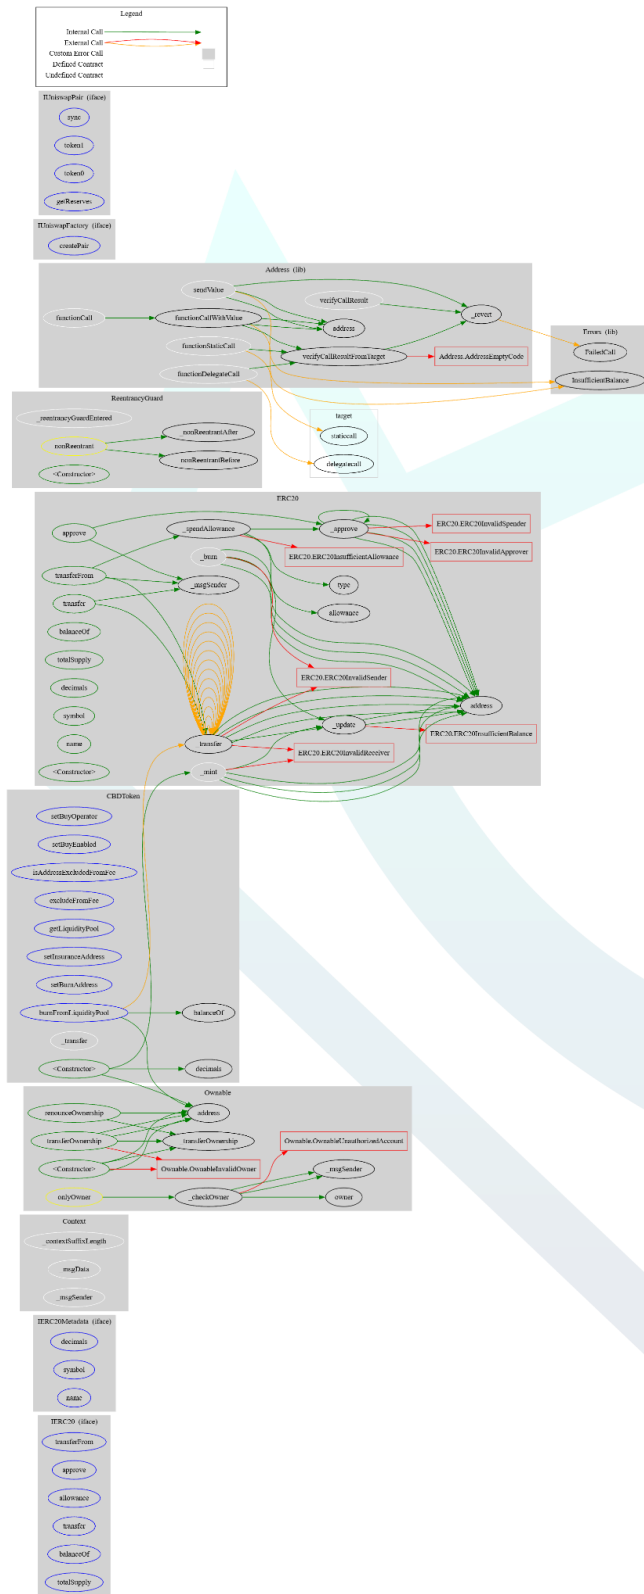 Legend
Internal Call
External Call
Custom Error Call
Defined Contract
Undefined Contract
IUniswapPair (iface)
sync
token1
token0
getReserves
IUniswapFactory (iface)
createPair
Address (lib)
sendValue
verifyCallResult
_revert
functionCall
functionCallWithValue
address
functionStaticCall
verifyCallResultFromTarget
Address.AddressEmptyCode
functionDelegateCall
Errors (lib)
FailedCall
InsufficientBalance
ReentrancyGuard
_reentrancyGuardEntered
nonReentrant
_nonReentrantAfter
_nonReentrantBefore
<Constructor>
target
staticcall
delegatecall
ERC20
approve
_spendAllowance
_approve
ERC20.ERC20InvalidSpender
ERC20.ERC20InvalidApprover
ERC20.ERC20InsufficientAllowance
_burn
transferFrom
_msgSender
type
transfer
allowance
balanceOf
totalSupply
decimals
ERC20.ERC20InvalidSender
symbol
address
_update
ERC20.ERC20InsufficientBalance
name
_transfer
ERC20.ERC20InvalidReceiver
<Constructor>
_mint
CBDToken
setBuyOperator
setBuyEnabled
isAddressExcludedFromFee
excludeFromFee
getLiquidityPool
setInsuranceAddress
setBurnAddress
burnFromLiquidityPool
balanceOf
_transfer
<Constructor>
decimals
Ownable
renounceOwnership
address
transferOwnership
_transferOwnership
Ownable.OwnableUnauthorizedAccount
<Constructor>
Ownable.OwnableInvalidOwner
_msgSender
onlyOwner
_checkOwner
owner
Context
_contextSuffixLength
_msgData
_msgSender
IERC20Metadata (iface)
decimals
symbol
name
IERC20 (iface)
transferFrom
approve
allowance
transfer
balanceOf
totalSupply